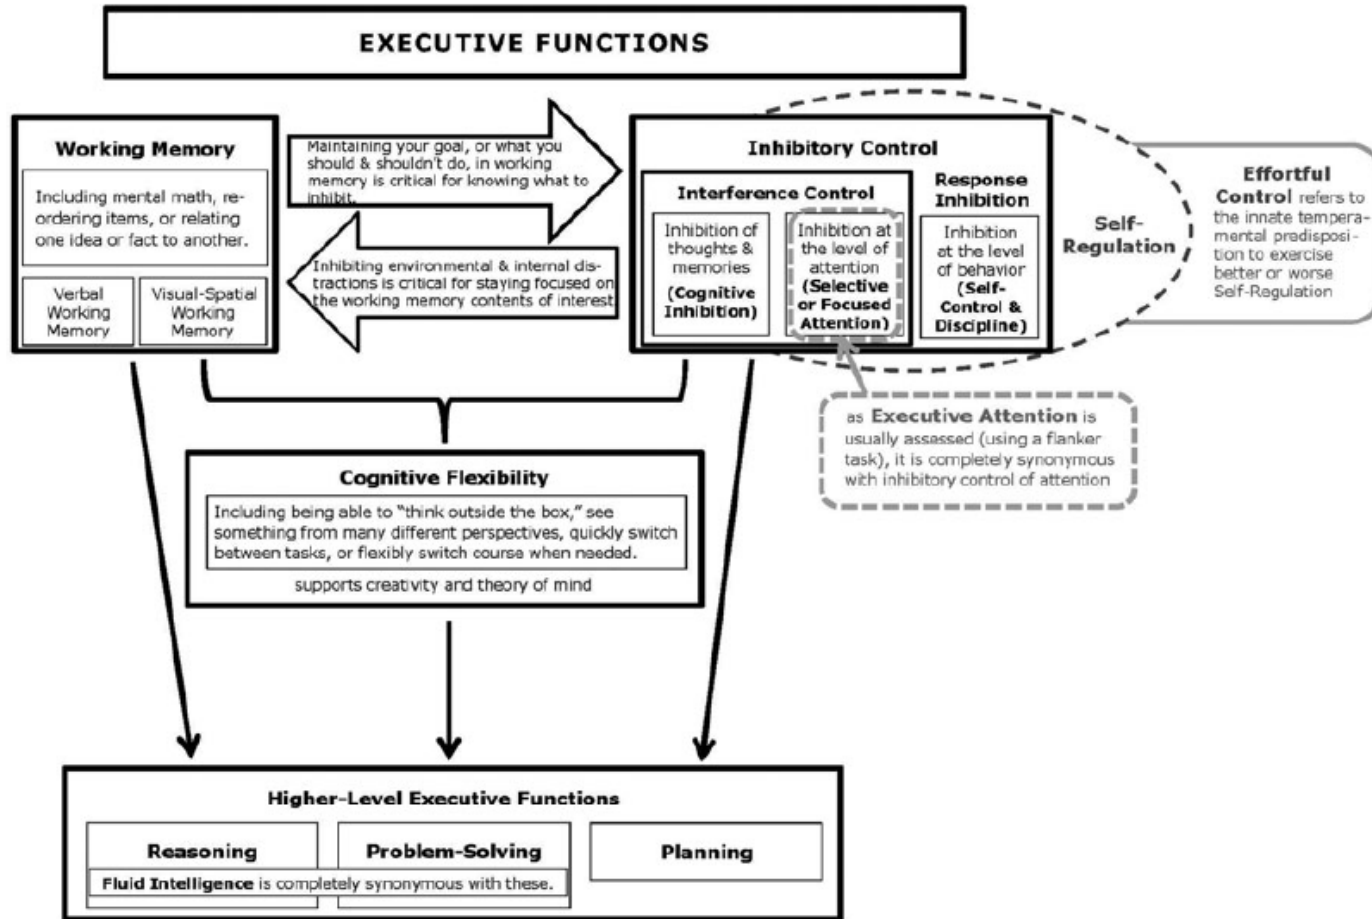 EXECUTIVE FUNCTIONS
Working Memory
Including mental math, re-
ordering items, or relating
one idea or fact to another.
Verbal
Working
Memory
Visual-Spatial
Working
Memory
Maintaining your goal, or what you
should & shouldn't do, in working
memory is critical for knowing what to
inhibit.
Inhibiting environmental & internal dis-
tractions is critical for staying focused
on the working memory contents of interest.
Inhibitory Control
Interference Control
Inhibition of
thoughts &
memories
(Cognitive
Inhibition)
Inhibition at
the level of
attention
(Selective
or Focused
Attention)
Response
Inhibition
Inhibition
at the level
of behavior
(Self-
Control &
Discipline)
Self-
Regulation
Effortful
Control refers to
the innate tempera-
mental predisposi-
tion to exercise
better or worse
Self-Regulation
as Executive Attention is
usually assessed (using a flanker
task), it is completely synonymous
with inhibitory control of attention
Cognitive Flexibility
Including being able to "think outside the box," see
something from many different perspectives, quickly switch
between tasks, or flexibly switch course when needed.
supports creativity and theory of mind
Higher-Level Executive Functions
Reasoning
Problem-Solving
Planning
Fluid Intelligence is completely synonymous with these.